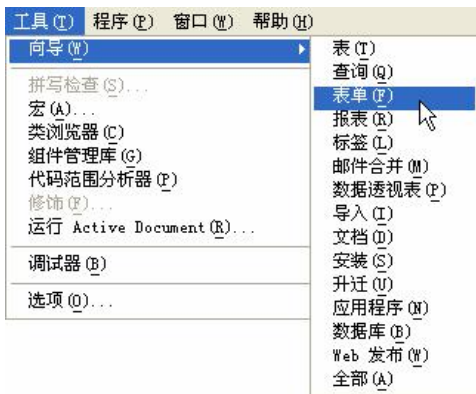 工具(T) 程序(P) 窗口(W) 帮助(H)
向导(W)
拼写检查(S)...
宏(A)...
类浏览器(C)
组件管理库(G)
代码范围分析器(P)
修饰(F)...
运行 Active Document(R)...
调试器(B)
选项(O)...
表(T)
查询(Q)
表单(F)
报表(R)
标签(L)
邮件合并(M)
数据透视表(P)
导入(I)
文档(D)
安装(S)
升迁(U)
应用程序(N)
数据库(B)
Web 发布(W)
全部(A)